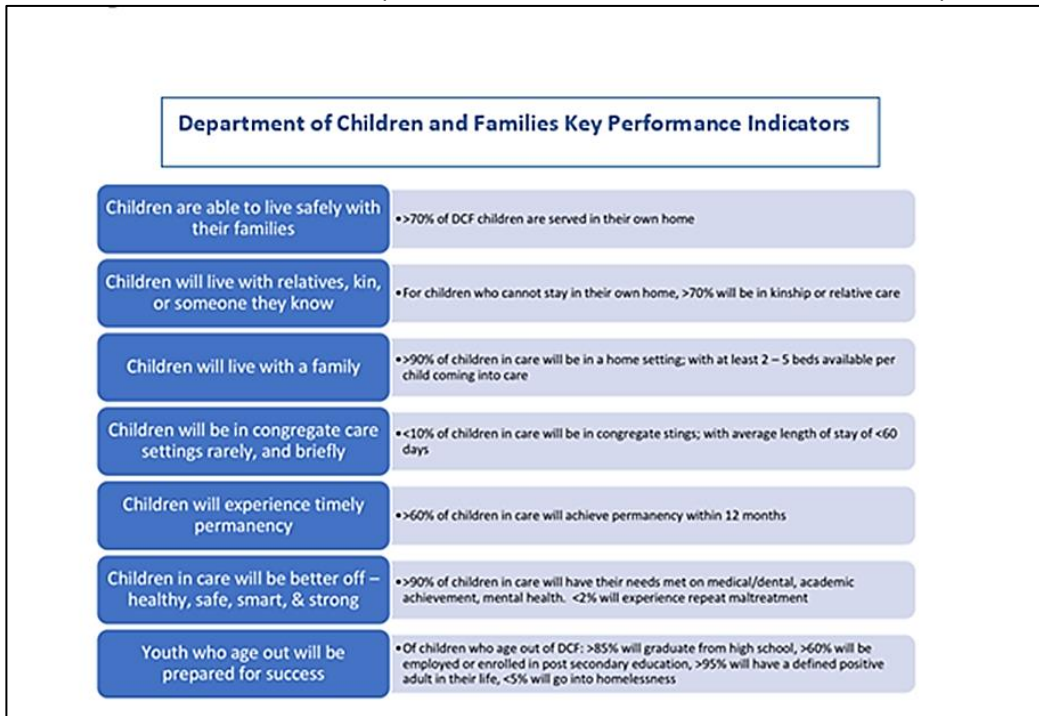 Department of Children and Families Key Performance Indicators
Children are able to live safely with
their families
•>70% of DCF children are served in their own home
Children will live with relatives, kin,
or someone they know
•For children who cannot stay in their own home, >70% will be in kinship or relative care
Children will live with a family
•>90% of children in care will be in a home setting; with at least 2 – 5 beds available per
child coming into care
Children will be in congregate care
settings rarely, and briefly
•<10% of children in care will be in congregate stings; with average length of stay of <60
days
Children will experience timely
permanency
•>60% of children in care will achieve permanency within 12 months
Children in care will be better off –
healthy, safe, smart, & strong
•>90% of children in care will have their needs met on medical/dental, academic
achievement, mental health. <2% will experience repeat maltreatment
Youth who age out will be
prepared for success
•Of children who age out of DCF: >85% will graduate from high school, >60% will be
employed or enrolled in post secondary education, >95% will have a defined positive
adult in their life, <5% will go into homelessness